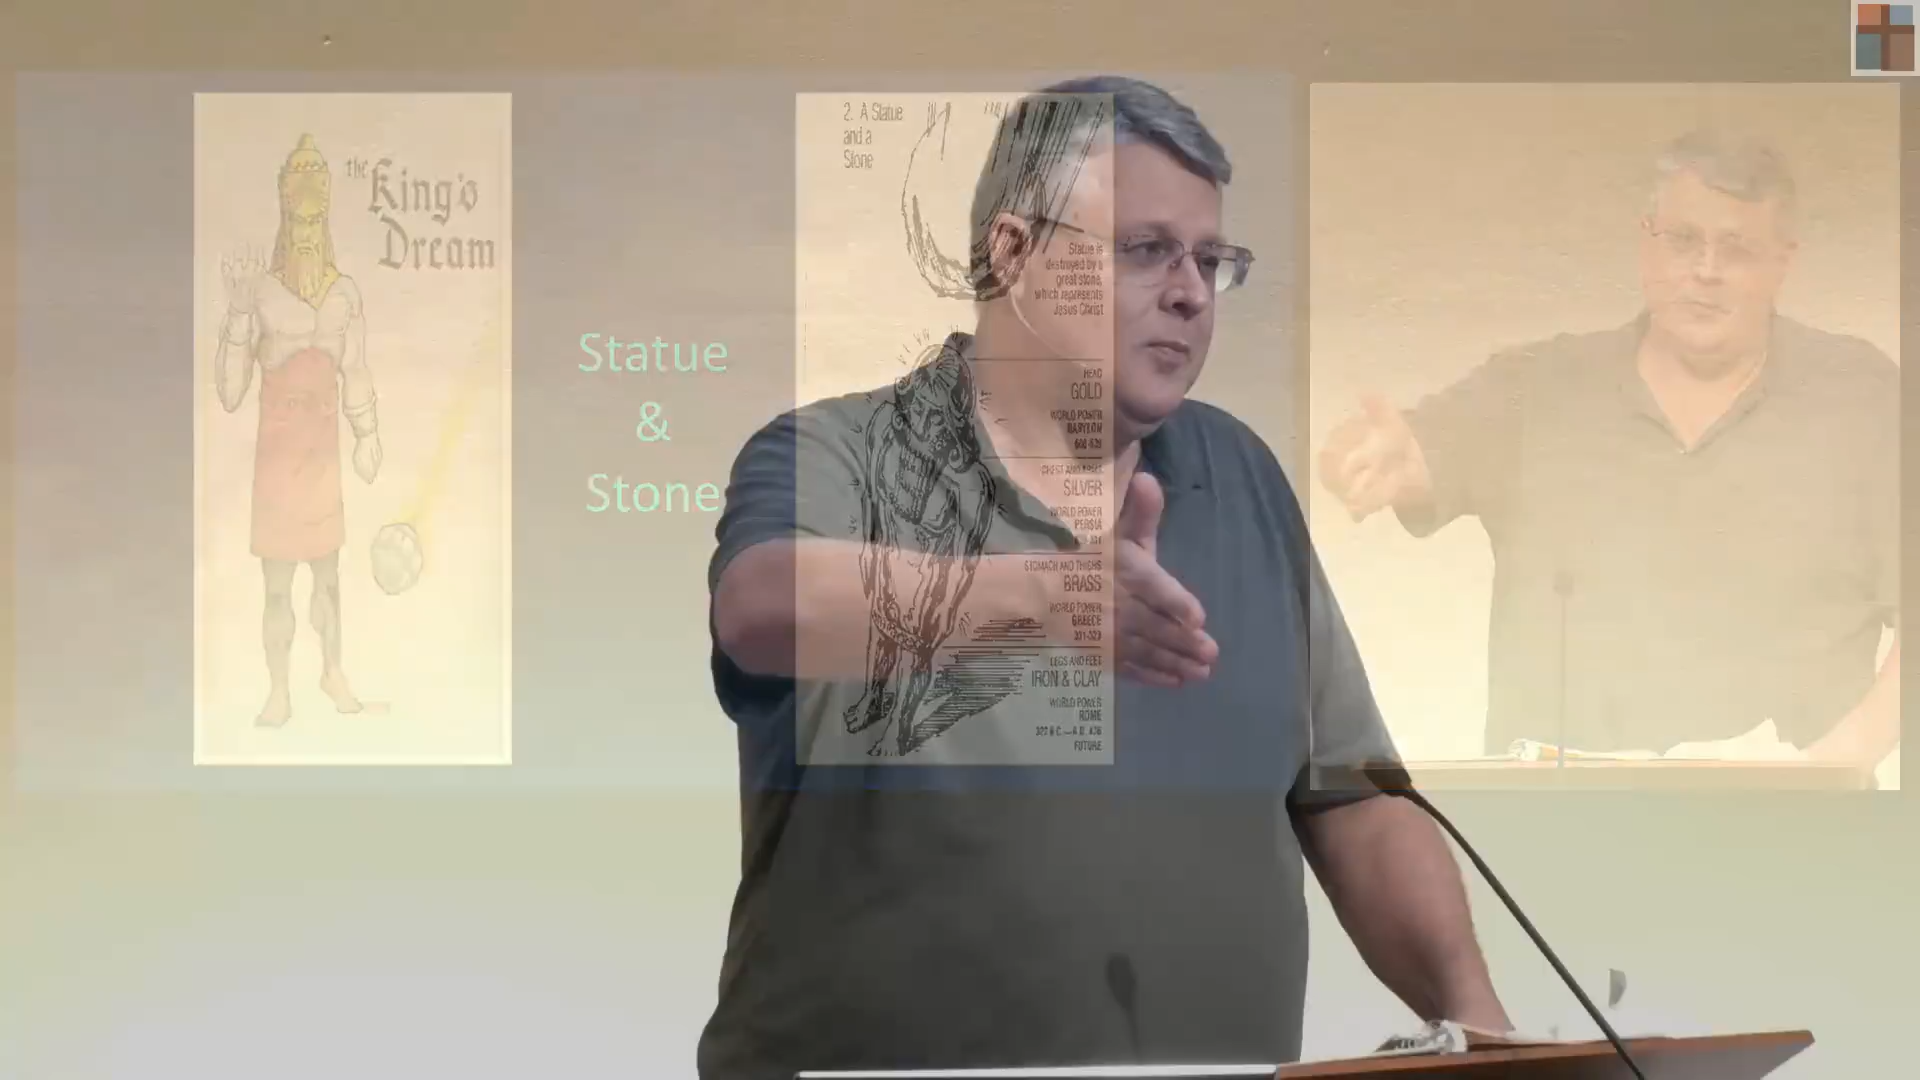 the
King's
Dream
Statue
&
Stone
2. A Statue
and a
Stone
Statue is
destroyed by a
great stone,
which represents
Jesus Christ
HEAD
GOLD
WORLD POWER
BABYLON
CHEST AND ARMS
SILVER
WORLD POWER
PERSIA
STOMACH AND THIGHS
BRASS
WORLD POWER
GREECE
331-323
LEGS AND FEET
IRON & CLAY
WORLD POWER
ROME
FUTURE